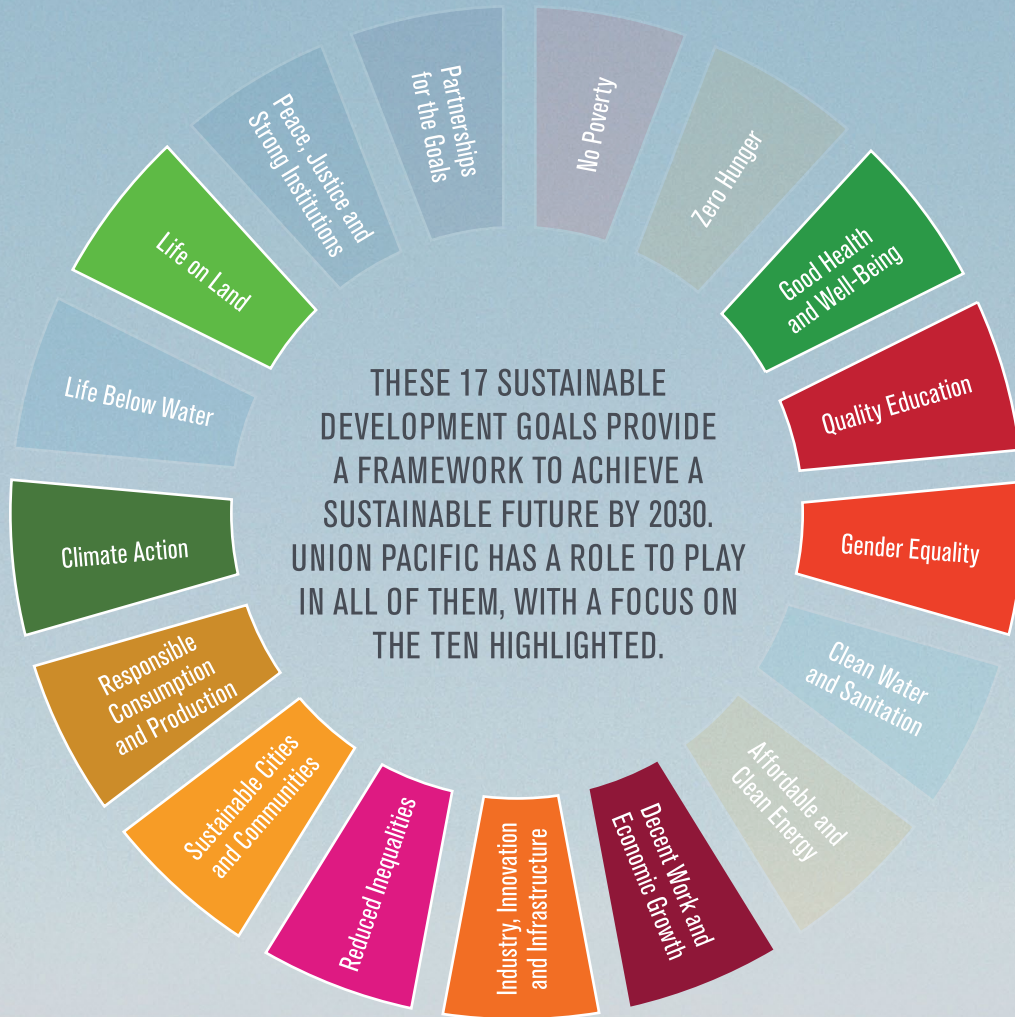 No Poverty
Zero Hunger
Good Health
and Well-Being
Quality Education
Gender Equality
Clean Water
and Sanitation
Affordable and
Clean Energy
Decent Work and
Economic Growth
Industry, Innovation
and Infrastructure
Reduced Inequalities
Sustainable Cities
and Communities
Responsible
Consumption
and Production
Climate Action
Life Below Water
Life on Land
Peace, Justice and
Strong Institutions
Partnerships
for the Goals
THESE 17 SUSTAINABLE
DEVELOPMENT GOALS PROVIDE
A FRAMEWORK TO ACHIEVE A
SUSTAINABLE FUTURE BY 2030.
UNION PACIFIC HAS A ROLE TO PLAY
IN ALL OF THEM, WITH A FOCUS ON
THE TEN HIGHLIGHTED.